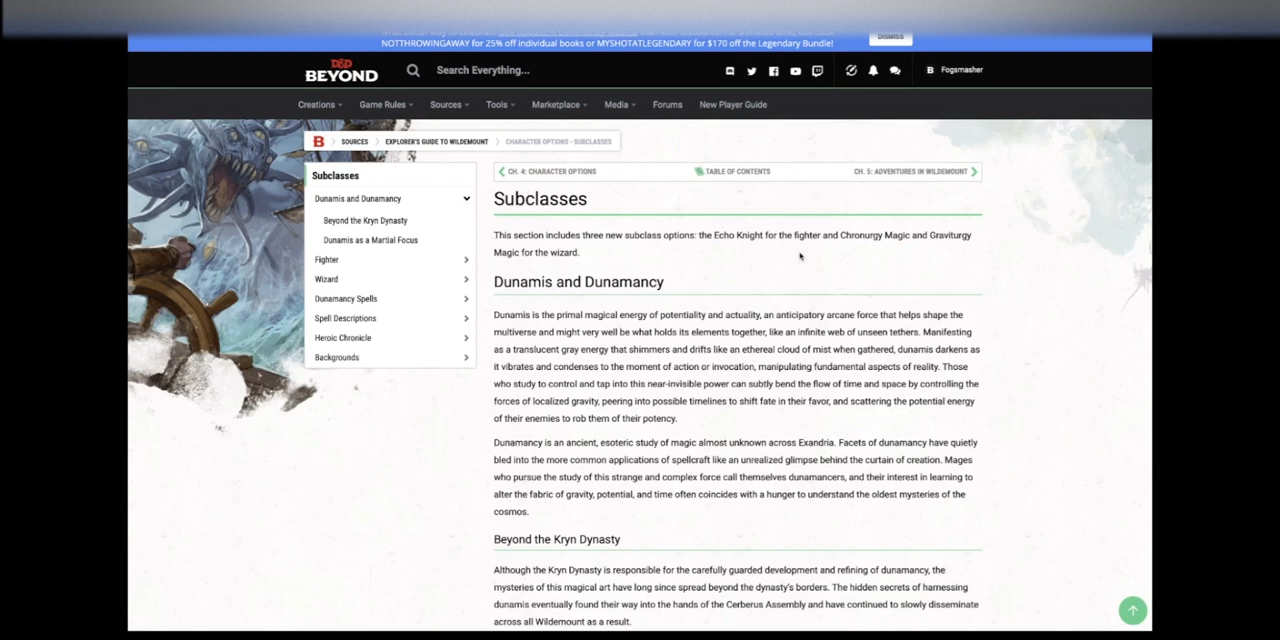 NOTTHROWINGAWAY for 25% off individual books or MYSHOTATLEGENDARY for $170 off the Legendary Bundle!
DISMISS
D&D
BEYOND
Search Everything...
B Fogsmasher
Creations
Game Rules
Sources
Tools
Marketplace
Media
Forums
New Player Guide
B
SOURCES
EXPLORER'S GUIDE TO WILDEMOUNT
CHARACTER OPTIONS - SUBCLASSES
Subclasses
Dunamis and Dunamancy
Beyond the Kryn Dynasty
Dunamis as a Martial Focus
Fighter
Wizard
Dunamancy Spells
Spell Descriptions
Heroic Chronicle
Backgrounds
CH. 4: CHARACTER OPTIONS
TABLE OF CONTENTS
CH. 5: ADVENTURES IN WILDEMOUNT
Subclasses
This section includes three new subclass options: the Echo Knight for the fighter and Chronurgy Magic and Graviturgy
Magic for the wizard.
Dunamis and Dunamancy
Dunamis is the primal magical energy of potentiality and actuality, an anticipatory arcane force that helps shape the
multiverse and might very well be what holds its elements together, like an infinite web of unseen tethers. Manifesting
as a translucent gray energy that shimmers and drifts like an ethereal cloud of mist when gathered, dunamis darkens as
it vibrates and condenses to the moment of action or invocation, manipulating fundamental aspects of reality. Those
who study to control and tap into this near-invisible power can subtly bend the flow of time and space by controlling the
forces of localized gravity, peering into possible timelines to shift fate in their favor, and scattering the potential energy
of their enemies to rob them of their potency.
Dunamancy is an ancient, esoteric study of magic almost unknown across Exandria. Facets of dunamancy have quietly
bled into the more common applications of spellcraft like an unrealized glimpse behind the curtain of creation. Mages
who pursue the study of this strange and complex force call themselves dunamancers, and their interest in learning to
alter the fabric of gravity, potential, and time often coincides with a hunger to understand the oldest mysteries of the
cosmos.
Beyond the Kryn Dynasty
Although the Kryn Dynasty is responsible for the carefully guarded development and refining of dunamancy, the
mysteries of this magical art have long since spread beyond the dynasty's borders. The hidden secrets of harnessing
dunamis eventually found their way into the hands of the Cerberus Assembly and have continued to slowly disseminate
across all Wildemount as a result.